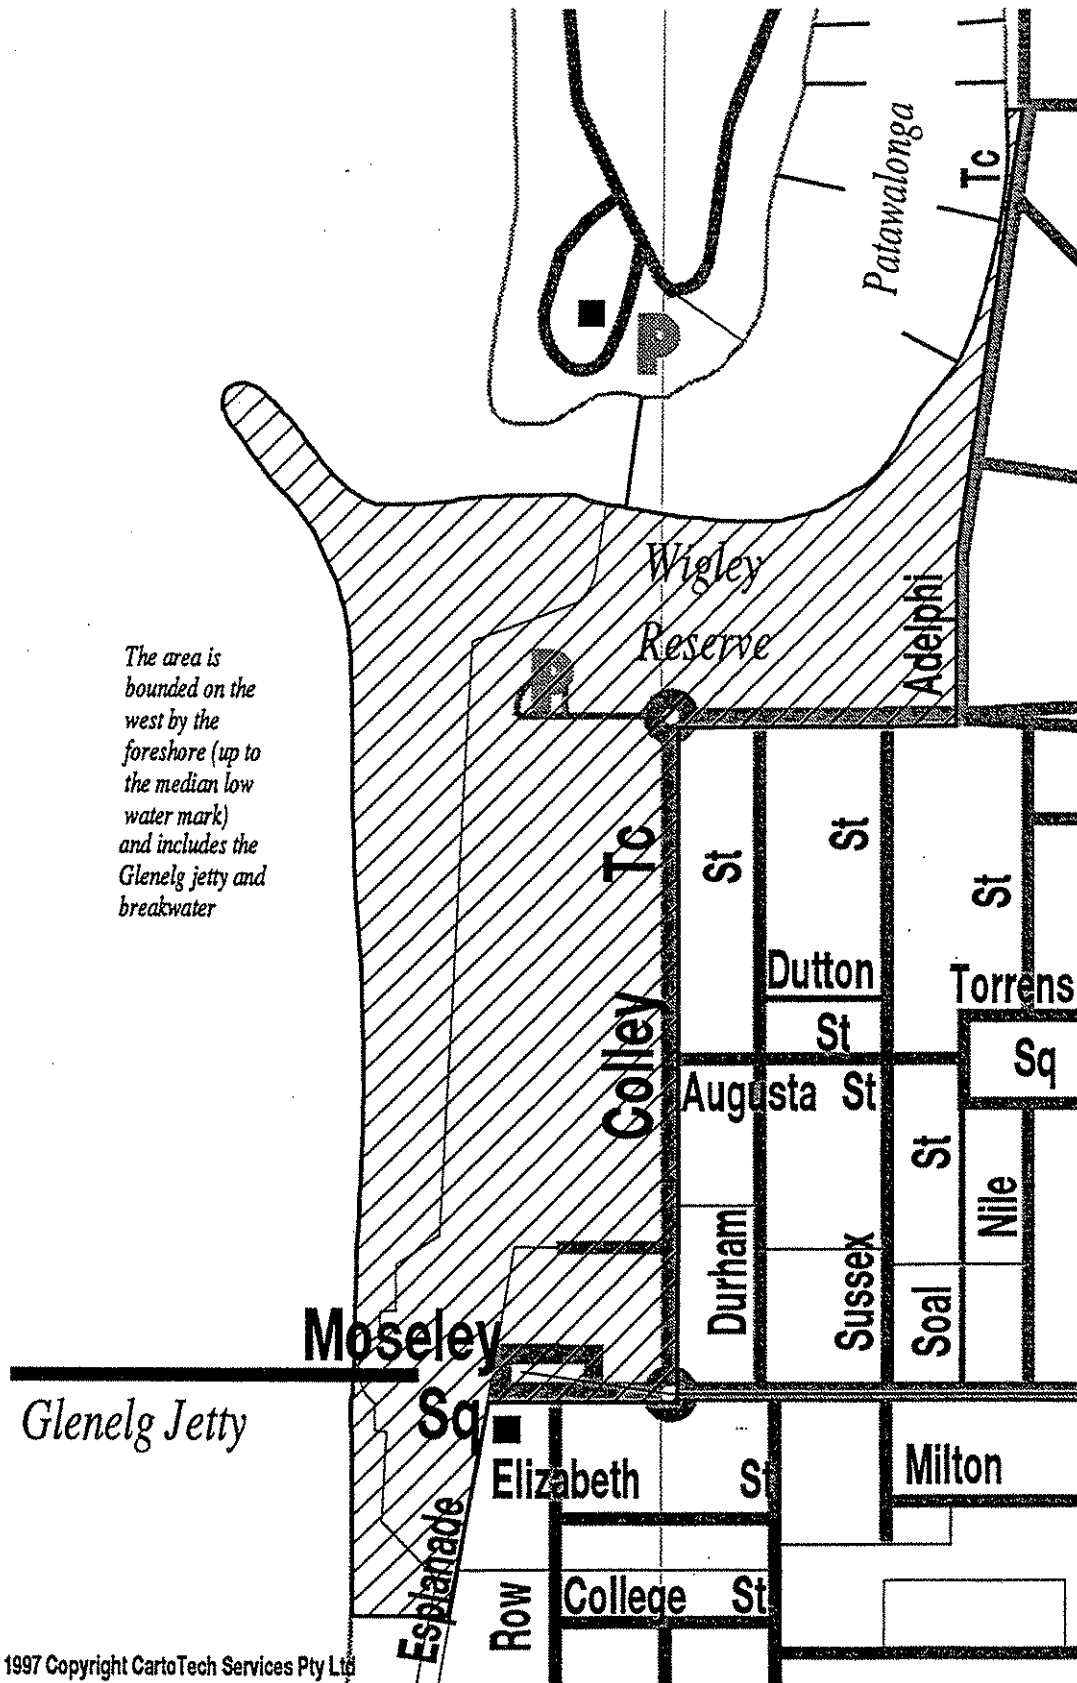 Patawalonga
Tc
P
Wigley
Reserve
Adelphi
P
The area is
bounded on the
west by the
foreshore (up to
the median low
water mark)
and includes the
Glenelg jetty and
breakwater
Tc
St
St
St
Dutton
St
Torrens
Sq
Colley
Augusta St
St
Nile
Durham
Sussex
Soal
Moseley
Sq
Glenelg Jetty
Elizabeth St
Milton
Esplanade
Row
College St
1997 Copyright CartoTech Services Pty Ltd